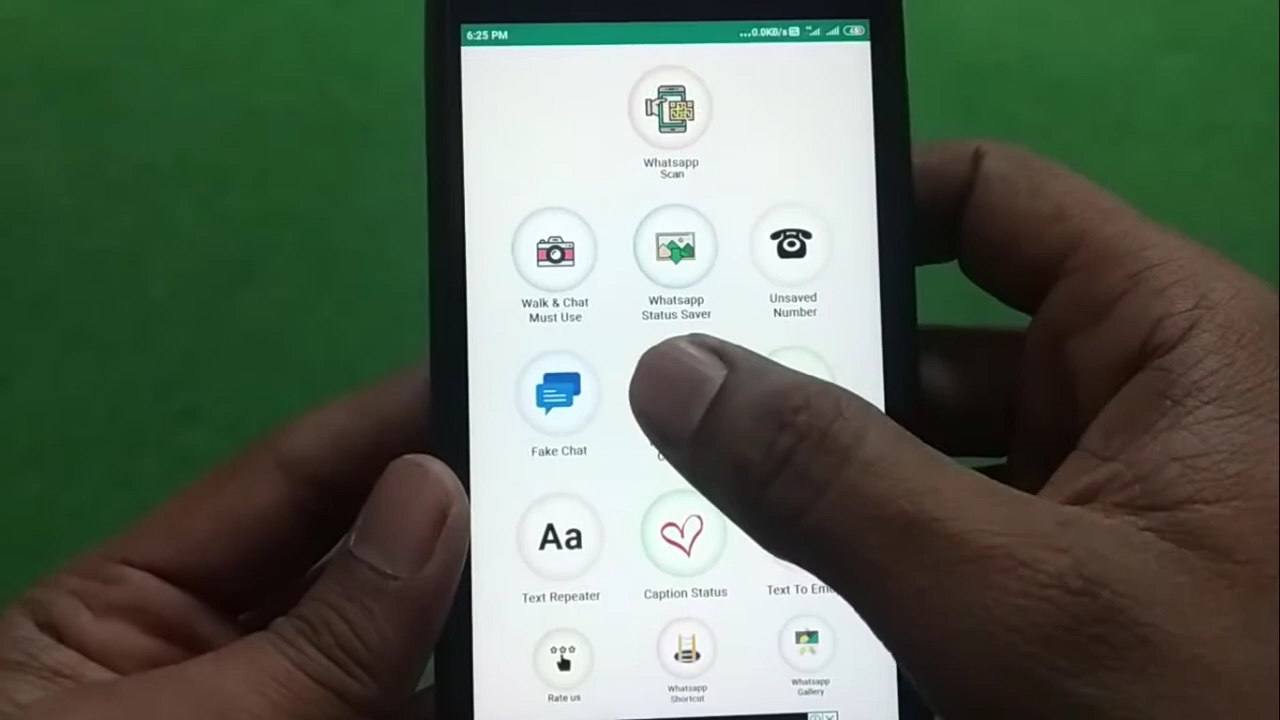 6:25 PM
...0.0KB/s
Whatsapp
Scan
Walk & Chat
Must Use
Whatsapp
Status Saver
Unsaved
Number
Fake Chat
Aa
Text Repeater
Caption Status
Text To Emo
Rate us
Whatsapp
Shortcut
Whatsapp
Gallery